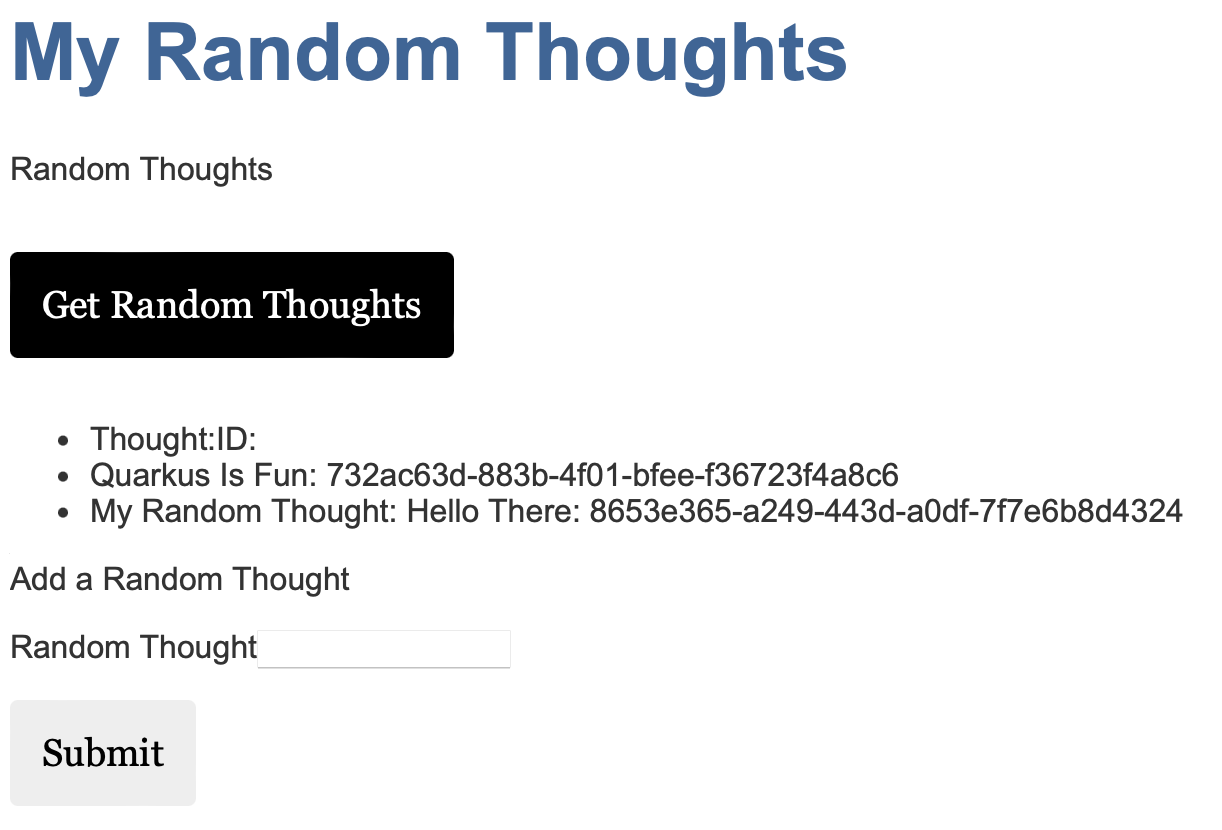 My Random Thoughts
Random Thoughts
Get Random Thoughts
Thought:ID:
Quarkus Is Fun: 732ac63d-883b-4f01-bfee-f36723f4a8c6
My Random Thought: Hello There: 8653e365-a249-443d-a0df-7f7e6b8d4324
Add a Random Thought
Random Thought
Submit